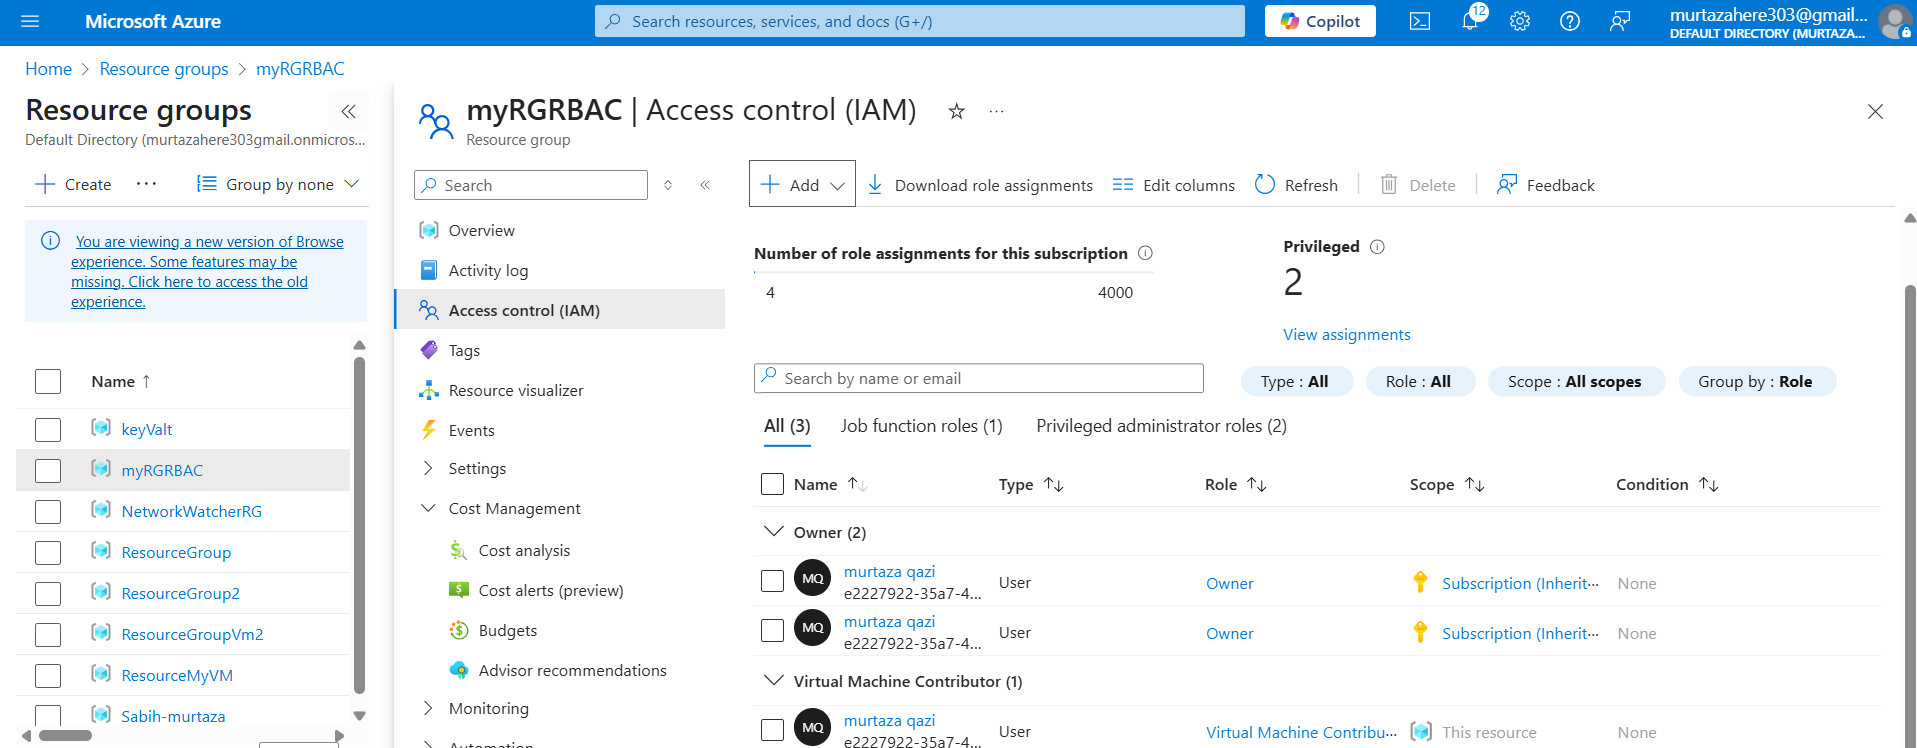 Microsoft Azure
Search resources, services, and docs (G+/)
Copilot
12
murtazahere303@gmail...
DEFAULT DIRECTORY (MURTAZA...
Home > Resource groups > myRGRBAC
Resource groups
Default Directory (murtazahere303gmail.onmicros...
Create
Group by none
You are viewing a new version of Browse
experience. Some features may be
missing. Click here to access the old
experience.
Name ↑
keyValt
myRGRBAC
NetworkWatcherRG
ResourceGroup
ResourceGroup2
ResourceGroupVm2
ResourceMyVM
Sabih-murtaza
myRGRBAC | Access control (IAM)
Resource group
Search
Overview
Activity log
Access control (IAM)
Tags
Resource visualizer
Events
Settings
Cost Management
Cost analysis
Cost alerts (preview)
Budgets
Advisor recommendations
Monitoring
Automation
Add
Download role assignments
Edit columns
Refresh
Delete
Feedback
Number of role assignments for this subscription
4 4000
Privileged
2
View assignments
Search by name or email
Type : All
Role : All
Scope : All scopes
Group by : Role
All (3) Job function roles (1) Privileged administrator roles (2)
Name Type Role Scope Condition
Owner (2)
MQ murtaza qazi User Owner Subscription (Inherit... None
e2227922-35a7-4...
MQ murtaza qazi User Owner Subscription (Inherit... None
e2227922-35a7-4...
Virtual Machine Contributor (1)
MQ murtaza qazi User Virtual Machine Contribu... This resource None
e2227922-35a7-4...